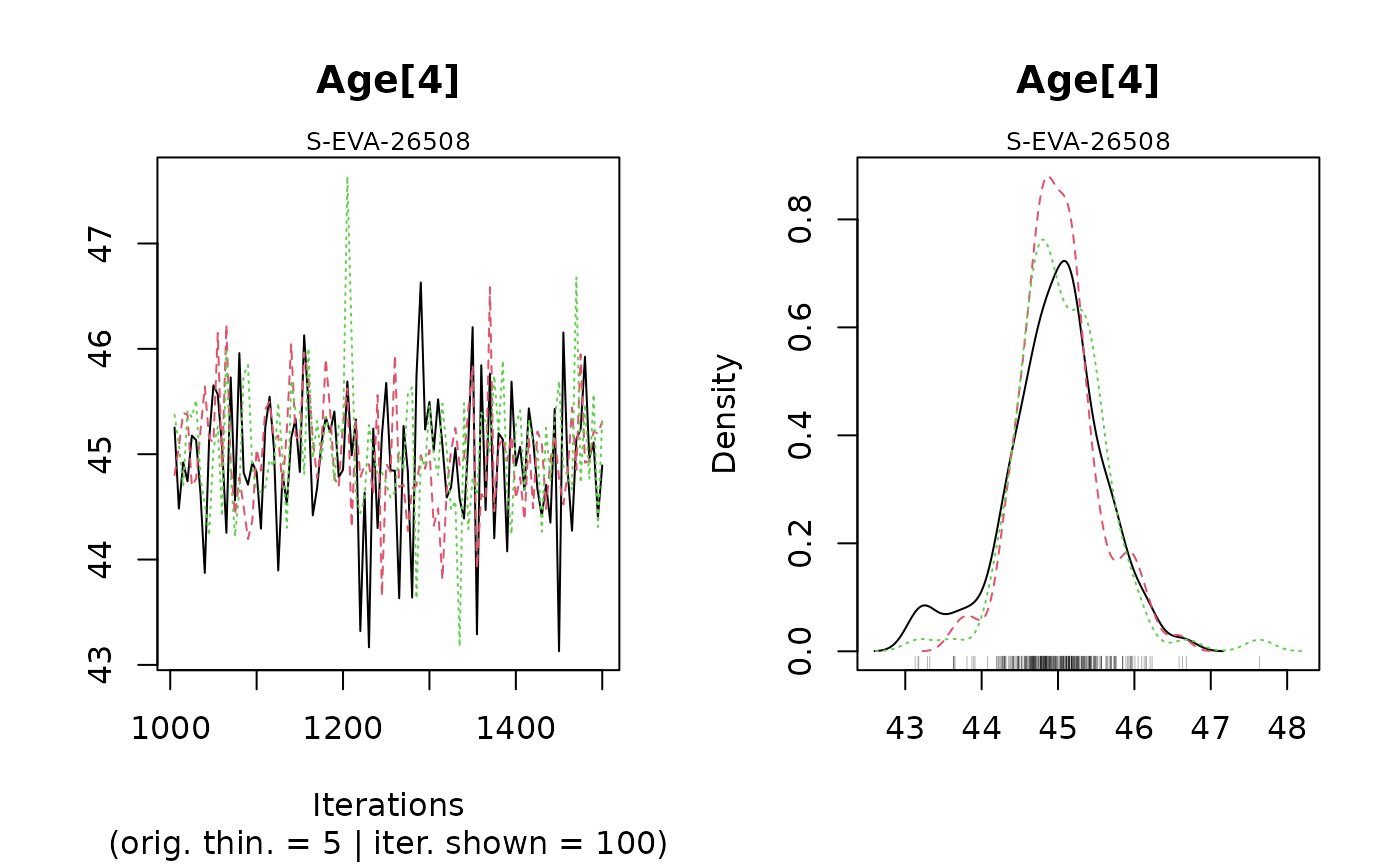 Age[4]
S-EVA-26508
47
46
45
44
43
1000
1200
1400
Iterations
(orig. thin. = 5 | iter. shown = 100)
Age[4]
S-EVA-26508
Density
0.8
0.6
0.4
0.2
0.0
43
44
45
46
47
48